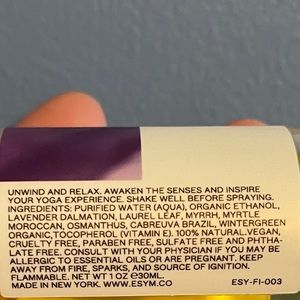 UNWIND AND RELAX. AWAKEN THE SENSES AND INSPIRE
YOUR YOGA EXPERIENCE. SHAKE WELL BEFORE SPRAYING.
INGREDIENTS: PURIFIED WATER (AQUA), ORGANIC ETHANOL,
LAVENDER DALMATION, LAUREL LEAF, MYRRH, MYRTLE
MOROCCAN, OSMANTHUS, CABREUVA BRAZIL, WINTERGREEN
ORGANIC,TOCOPHEROL (VITAMIN E). 100% NATURAL, VEGAN,
CRUELTY FREE, PARABEN FREE, SULFATE FREE AND PHTHA-
LATE FREE. CONSULT WITH YOUR PHYSICIAN IF YOU MAY BE
ALLERGIC TO ESSENTIAL OILS OR ARE PREGNANT. KEEP
AWAY FROM FIRE, SPARKS, AND SOURCE OF IGNITION.
FLAMMABLE. NET WT 1 OZ ℮30ML.
MADE IN NEW YORK. WWW.ESYM.CO ESY-FI-003